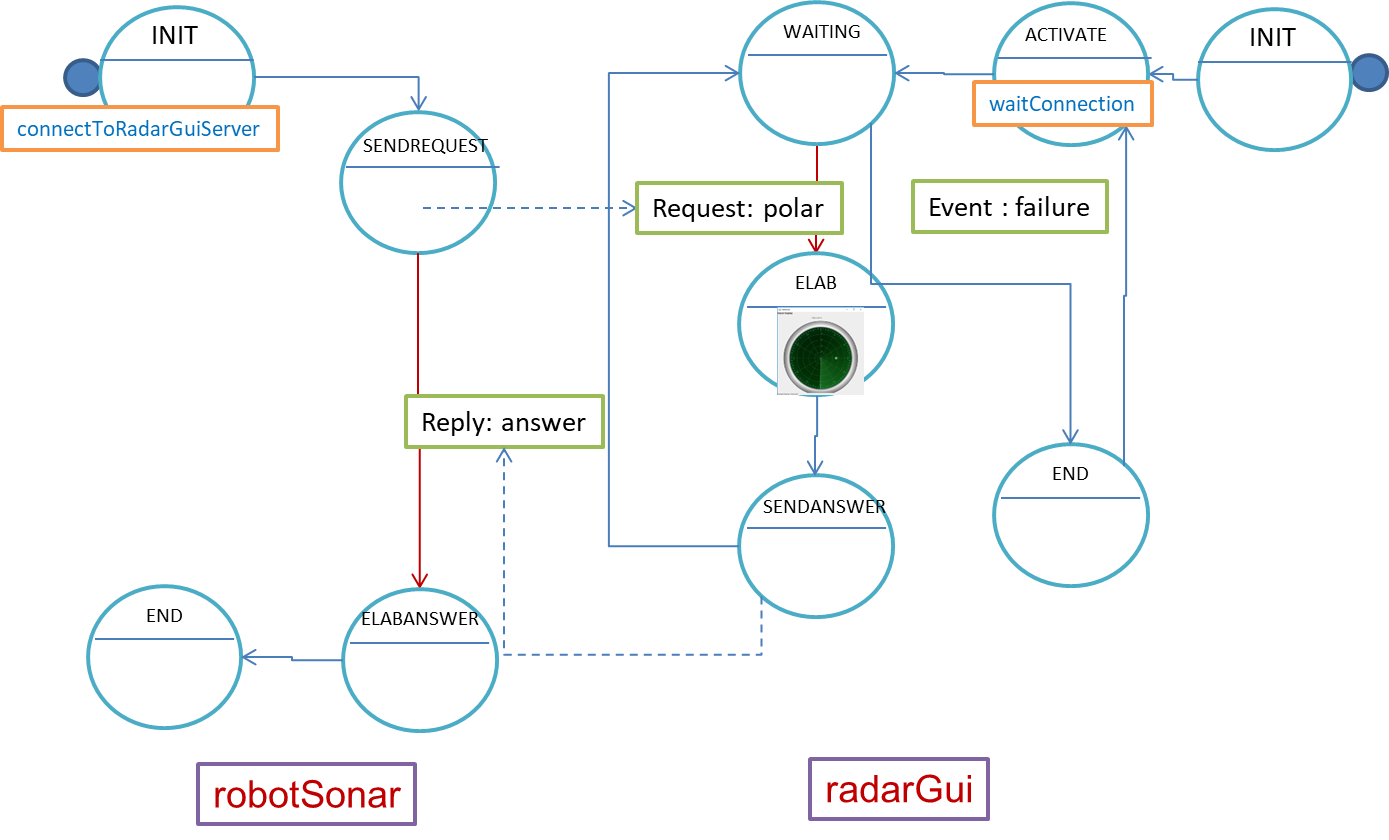 INIT
connectToRadarGuiServer
SENDREQUEST
WAITING
ACTIVATE
waitConnection
INIT
Request: polar
Event : failure
ELAB
Reply: answer
SENDANSWER
END
END
ELABANSWER
robotSonar
radarGui